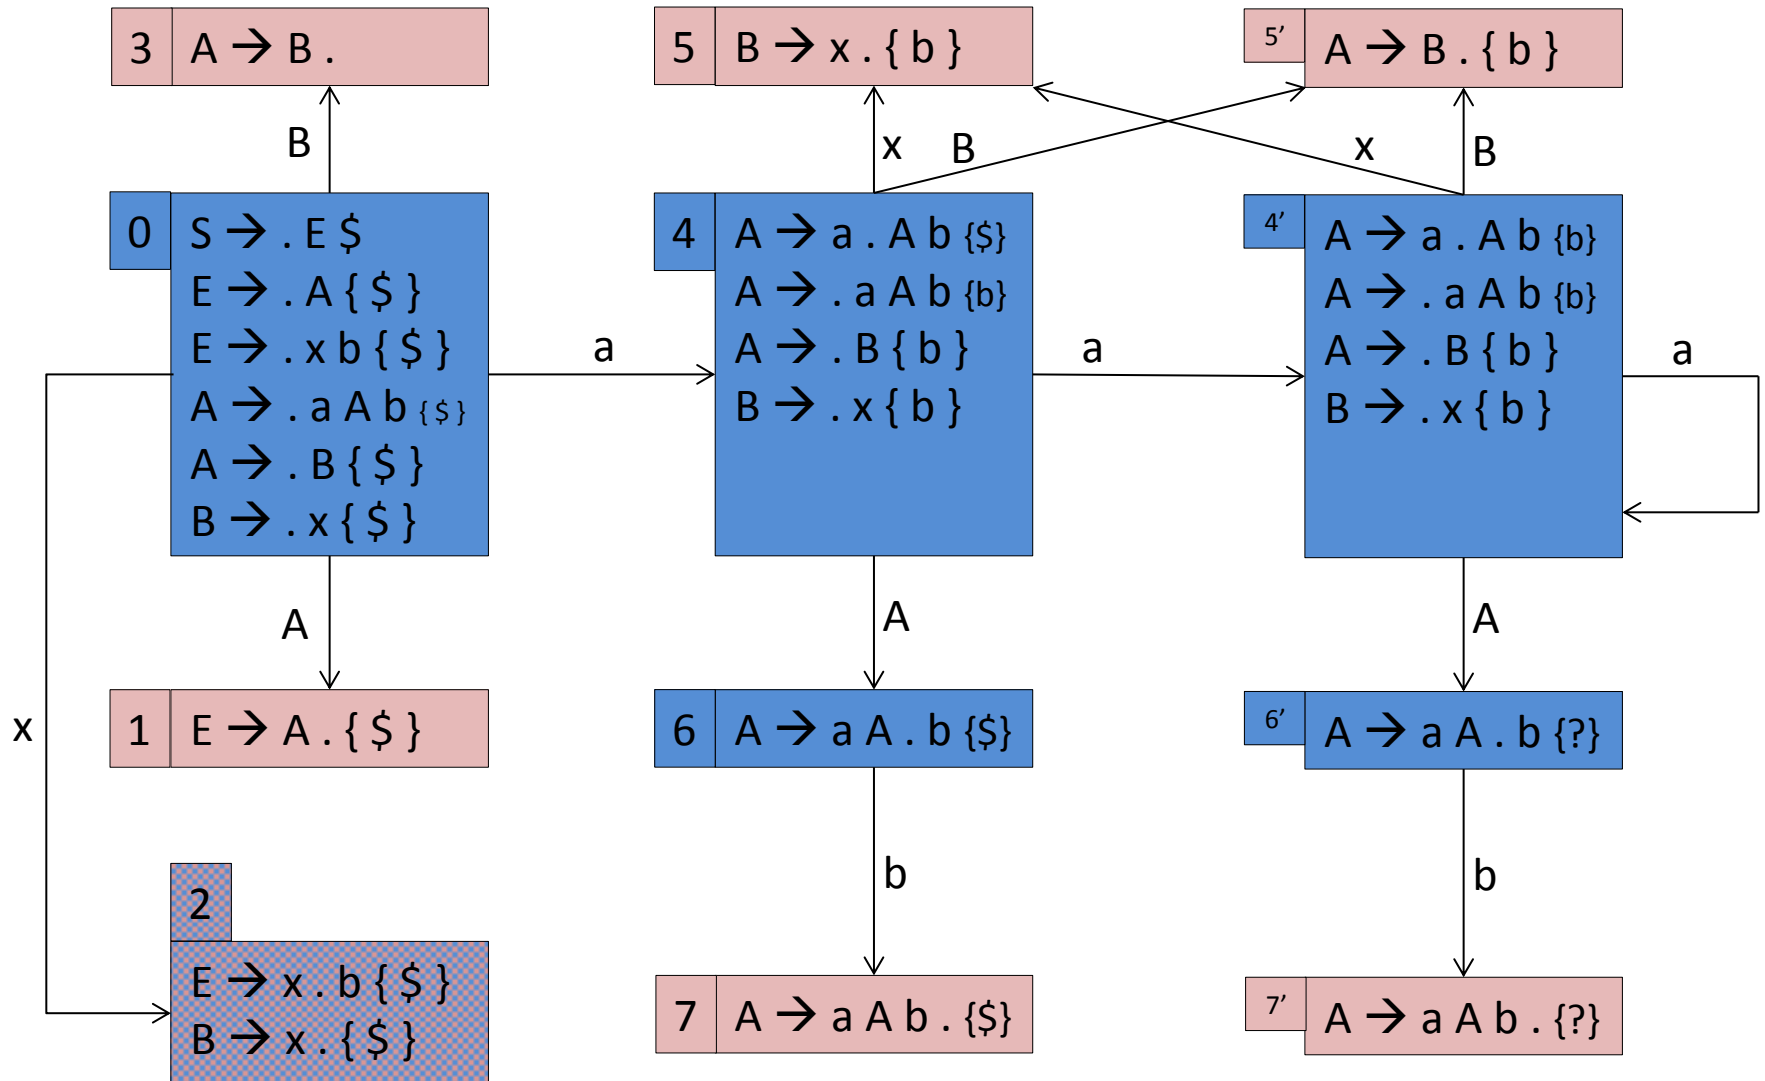 3 A → B .
5 B → x . { b }
5’ A → B . { b }
B
x
B
x
B
0
S → . E $
E → . A { $ }
E → . x b { $ }
A → . a A b { $ }
A → . B { $ }
B → . x { $ }
a
4
A → a . A b {$}
A → . a A b {b}
A → . B { b }
B → . x { b }
a
4’
A → a . A b {b}
A → . a A b {b}
A → . B { b }
B → . x { b }
a
A
A
A
x
1 E → A . { $ }
6 A → a A . b {$}
6’ A → a A . b {?}
b
b
2
E → x . b { $ }
B → x . { $ }
7 A → a A b . {$}
7’ A → a A b . {?}